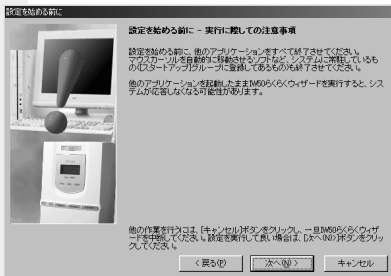 設定を始める前に
設定を始める前に - 実行に際しての注意事項
設定を始める前に、他のアプリケーションをすべて終了させてください。
マウスカーソルを自動的に移動させるソフトなど、システムに常駐しているも
の([スタートアップ]グループに登録してあるもの)も終了させてください。
他のアプリケーションを起動したままIW50らくらくウィザードを実行すると、シス
テムが応答しなくなる可能性があります。
他の作業を行うには、[キャンセル]ボタンをクリックし、一旦IW50らくらくウィザ
ードを中断してください。設定を実行して良い場合は、[次へ(N)>]ボタンをクリッ
クしてください。
< 戻る(P)
次へ(N) >
キャンセル